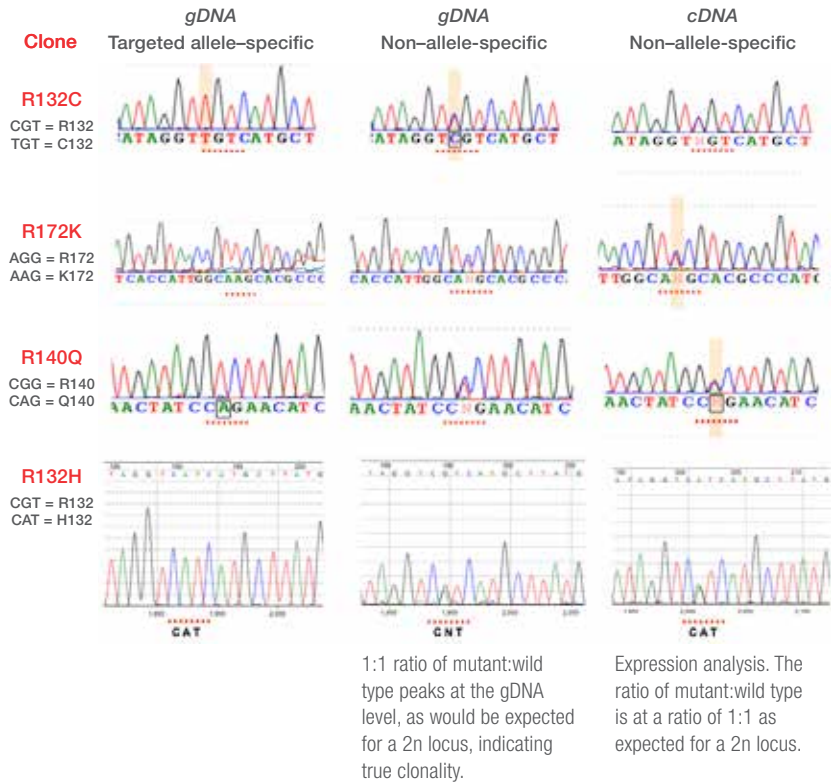 gDNA
gDNA
cDNA
Clone
Targeted allele–specific
Non–allele-specific
Non–allele-specific
R132C
CGT = R132
TGT = C132
ATAGGTTGTCATGCT
ATAGGTCGTCATGCT
ATAGGTNGTCATGCT
R172K
AGG = R172
AAG = K172
TCACCATTGGCAAGCACGCCC
CACCATTGGCANGCACGCCC
TTGGCANGCACGCCCATC
R140Q
CGG = R140
CAG = Q140
AACTATCCAGAACATC
AACTATCCNGAACATC
AACTATCC GAACATC
R132H
CGT = R132
CAT = H132
CAT
CNT
CAT
1:1 ratio of mutant:wild
type peaks at the gDNA
level, as would be expected
for a 2n locus, indicating
true clonality.
Expression analysis. The
ratio of mutant:wild type
is at a ratio of 1:1 as
expected for a 2n locus.